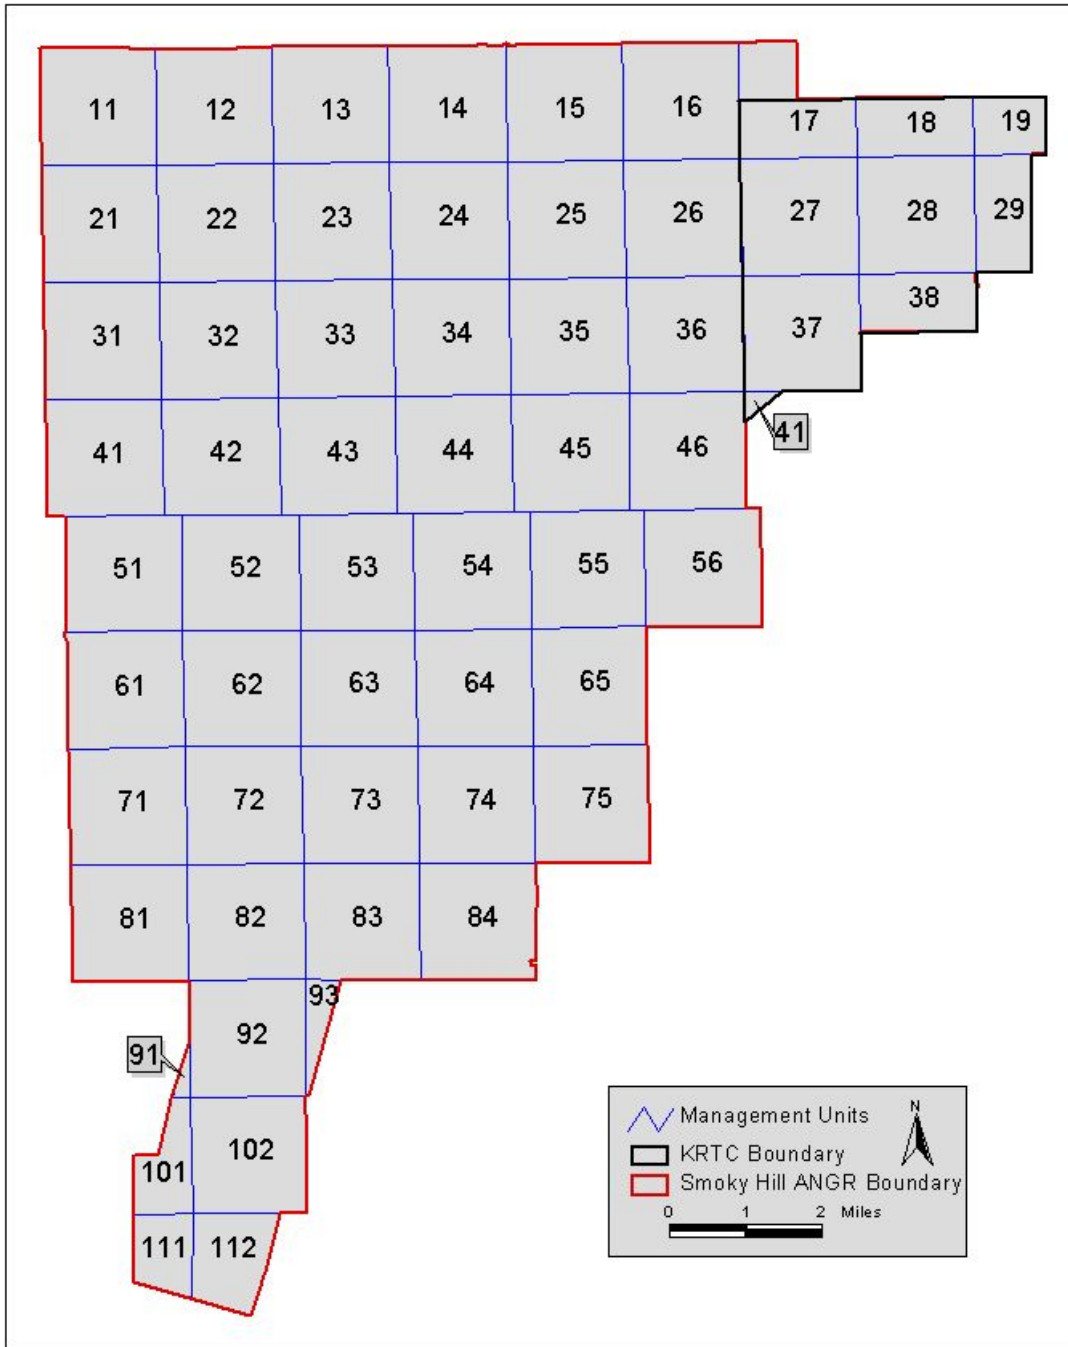 11 12 13 14 15 16 17 18 19
21 22 23 24 25 26 27 28 29
31 32 33 34 35 36 37 38
41 42 43 44 45 46 41
51 52 53 54 55 56
61 62 63 64 65
71 72 73 74 75
81 82 83 84
91 92 93
101 102
111 112
N
Management Units
KRTC Boundary
Smoky Hill ANGR Boundary
0 1 2 Miles